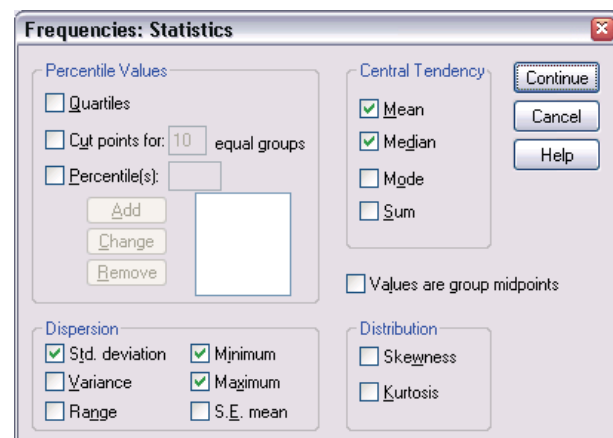 Frequencies: Statistics
Percentile Values
Quartiles
Cut points for: 10 equal groups
Percentile(s):
Add
Change
Remove
Central Tendency
Mean
Median
Mode
Sum
Continue
Cancel
Help
Values are group midpoints
Dispersion
Std. deviation Minimum
Variance Maximum
Range S.E. mean
Distribution
Skewness
Kurtosis